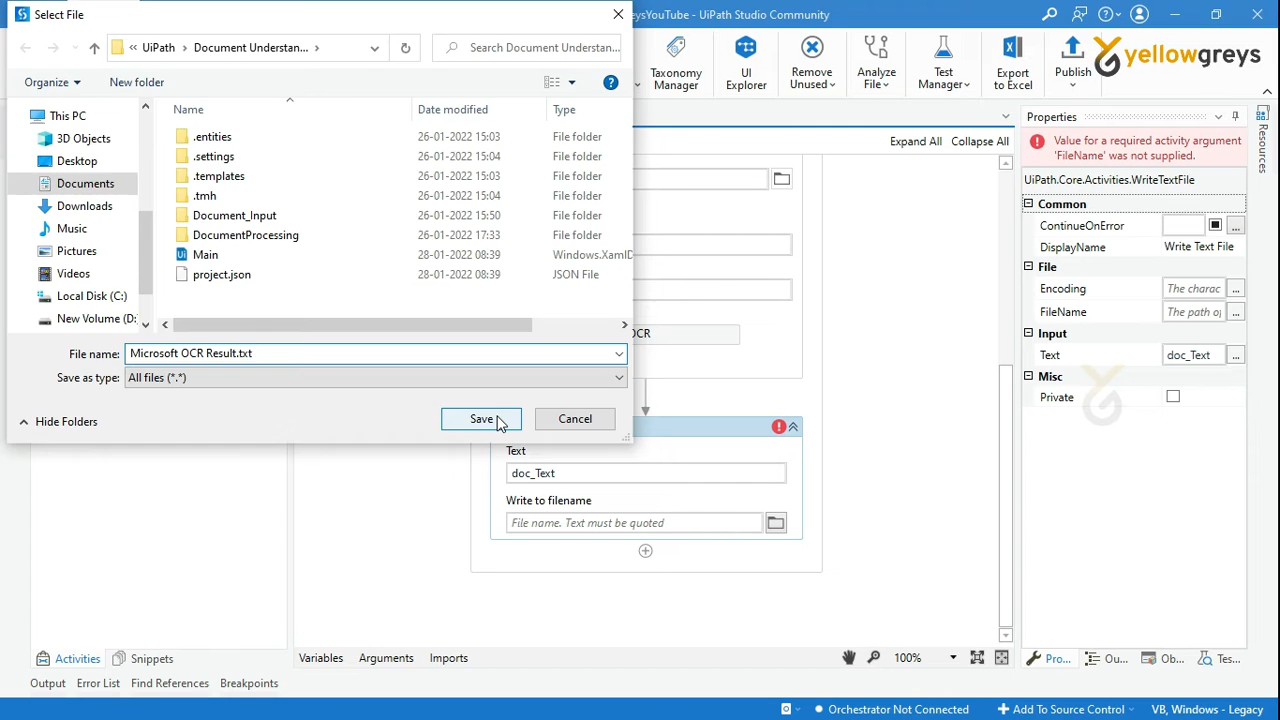 Select File
UiPath
Document Understan...
Search Document Understan...
Organize
New folder
Name
Date modified
Type
This PC
3D Objects
Desktop
Documents
Downloads
Music
Pictures
Videos
Local Disk (C:)
New Volume (D:
.entities 26-01-2022 15:03 File folder
.settings 26-01-2022 15:04 File folder
.templates 26-01-2022 15:03 File folder
.tmh 26-01-2022 15:04 File folder
Document_Input 26-01-2022 15:50 File folder
DocumentProcessing 26-01-2022 17:33 File folder
Main 28-01-2022 08:39 Windows.XamlD
project.json 28-01-2022 08:39 JSON File
File name: Microsoft OCR Result.txt
Save as type: All files (*.*)
Hide Folders
Save
Cancel
eysYouTube - UiPath Studio Community
Taxonomy Manager
UI Explorer
Remove Unused
Analyze File
Test Manager
Export to Excel
Publish
yellowgreys
Expand All Collapse All
OCR
Text
doc_Text
Write to filename
File name. Text must be quoted
Properties
Value for a required activity argument
'FileName' was not supplied.
UiPath.Core.Activities.WriteTextFile
Common
ContinueOnError
DisplayName Write Text File
File
Encoding The charac
FileName The path of
Input
Text doc_Text
Misc
Private
Resources
Activities
Snippets
Variables
Arguments
Imports
100%
Pro...
Ou...
Ob...
Tes...
Output
Error List
Find References
Breakpoints
Orchestrator Not Connected
Add To Source Control
VB, Windows - Legacy